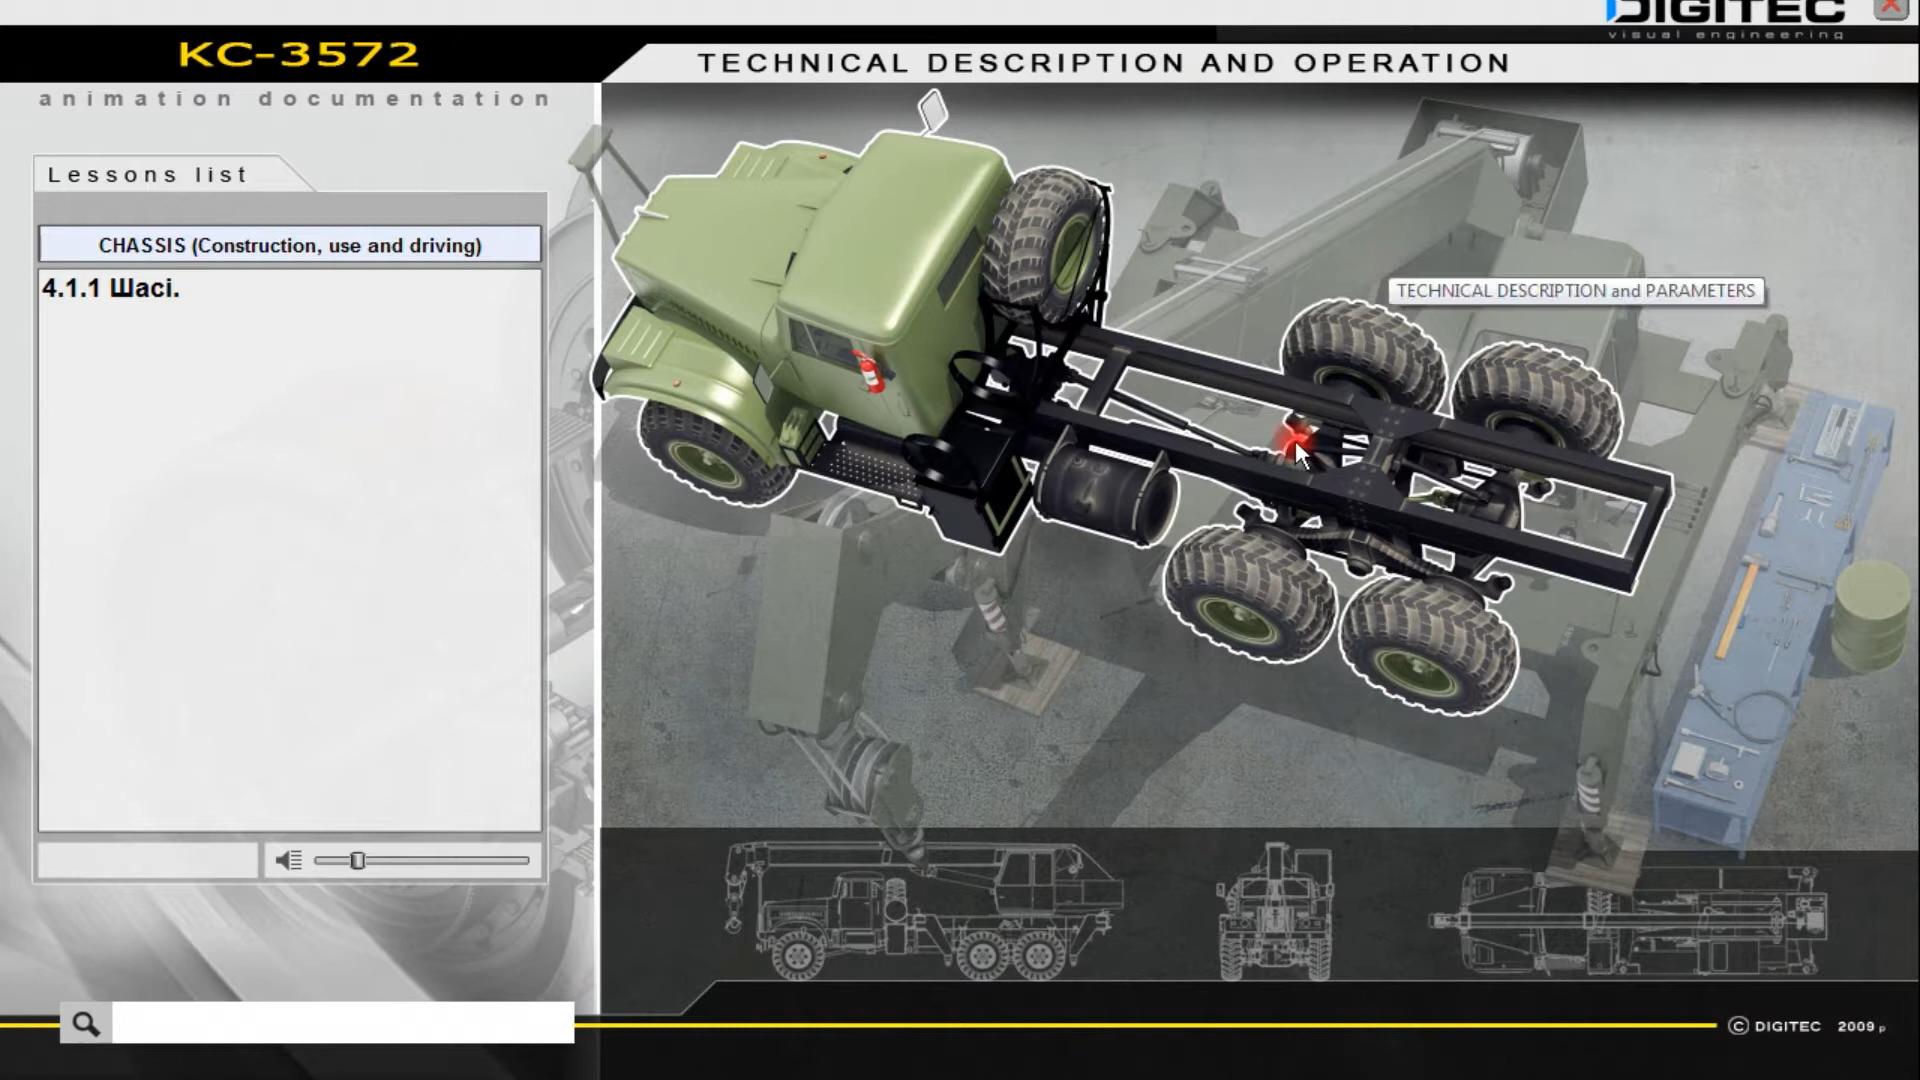 DIGITEC
visual engineering
KC-3572
TECHNICAL DESCRIPTION AND OPERATION
animation documentation
Lessons list
CHASSIS (Construction, use and driving)
4.1.1 Шасі.
TECHNICAL DESCRIPTION and PARAMETERS
© DIGITEC 2009 р